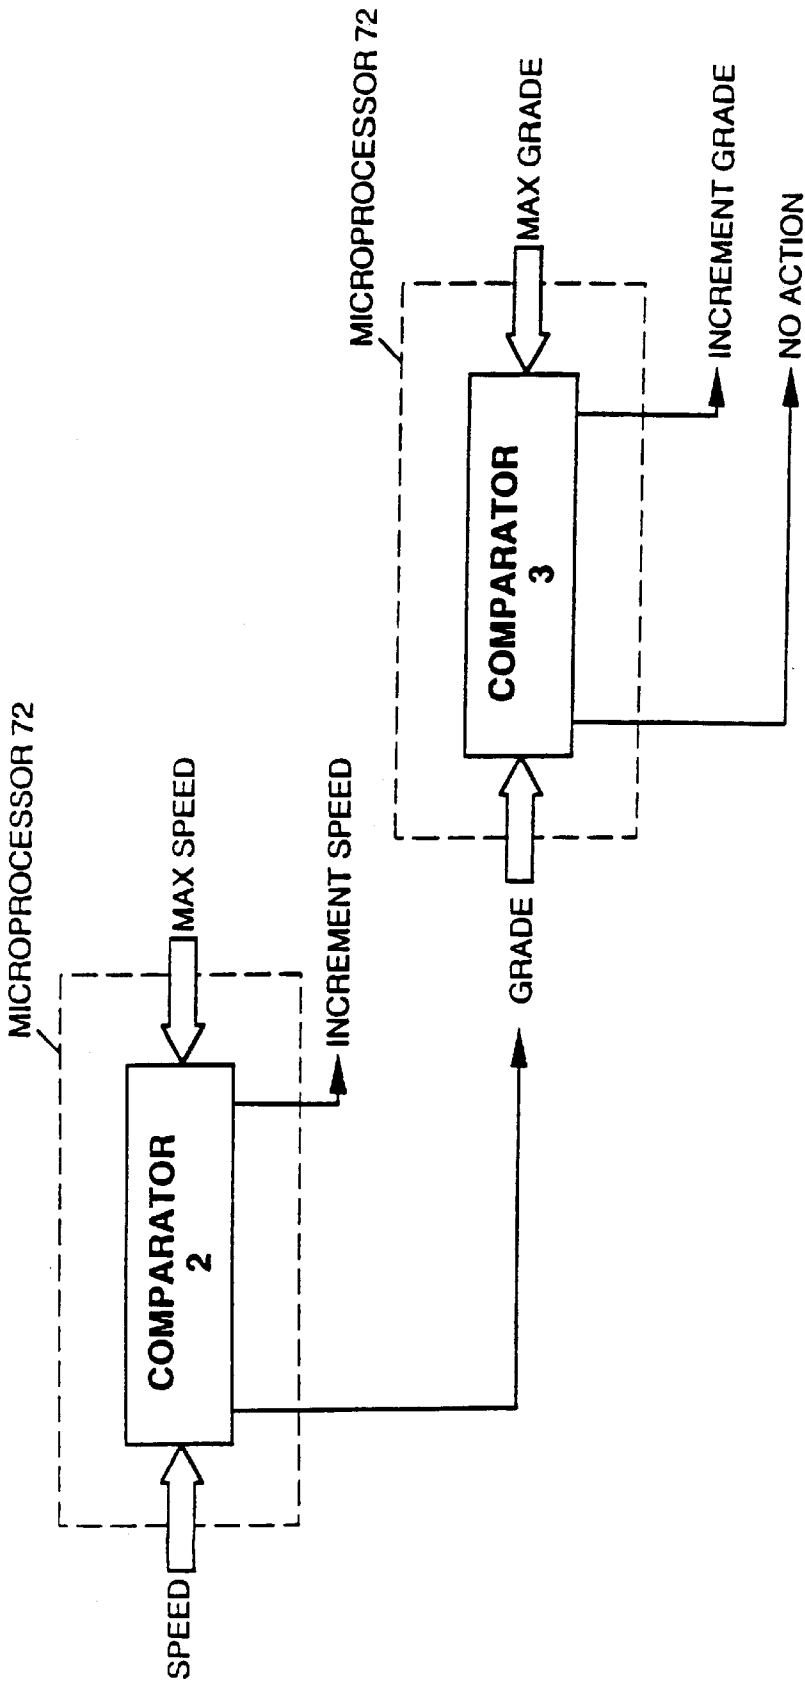 MICROPROCESSOR 72
SPEED
COMPARATOR
2
MAX SPEED
INCREMENT SPEED
MICROPROCESSOR 72
GRADE
COMPARATOR
3
MAX GRADE
INCREMENT GRADE
NO ACTION